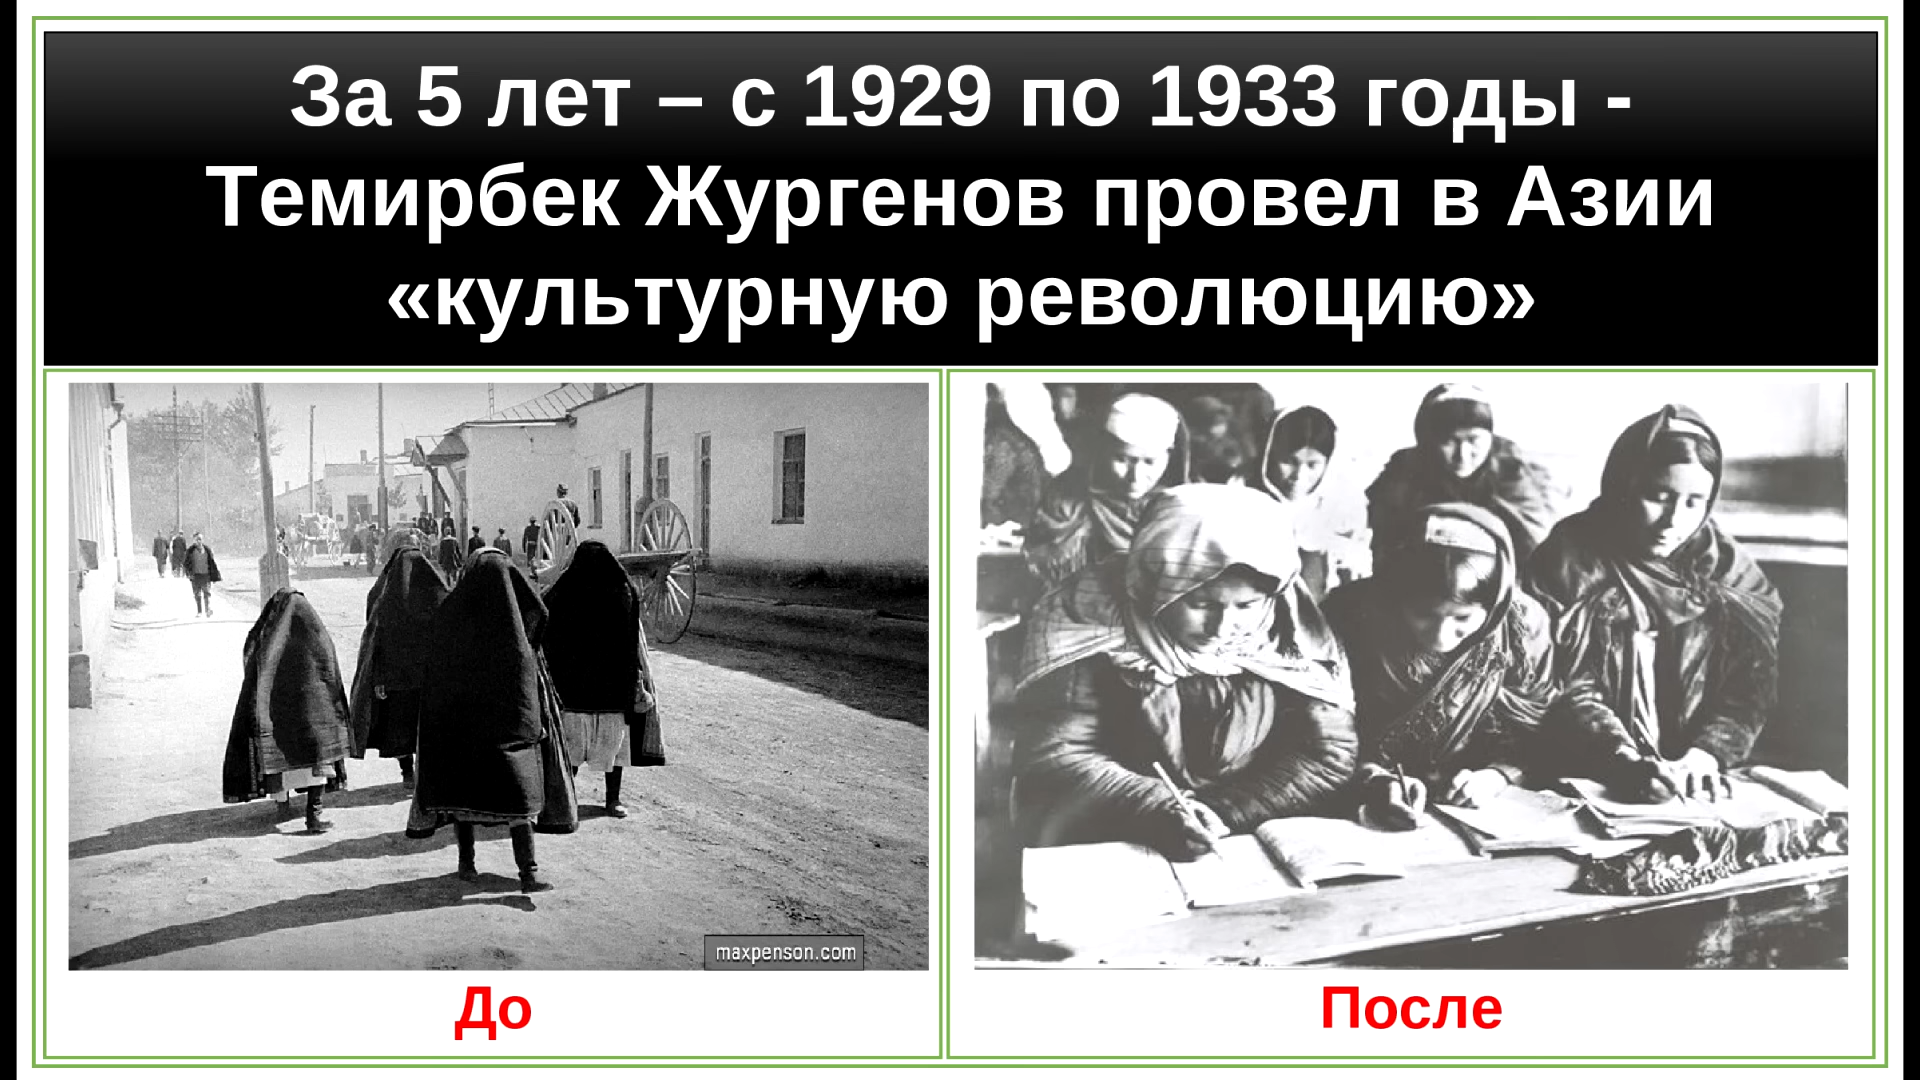 За 5 лет – с 1929 по 1933 годы -
Темирбек Жургенов провел в Азии
«культурную революцию»
maxpenson.com
До
После